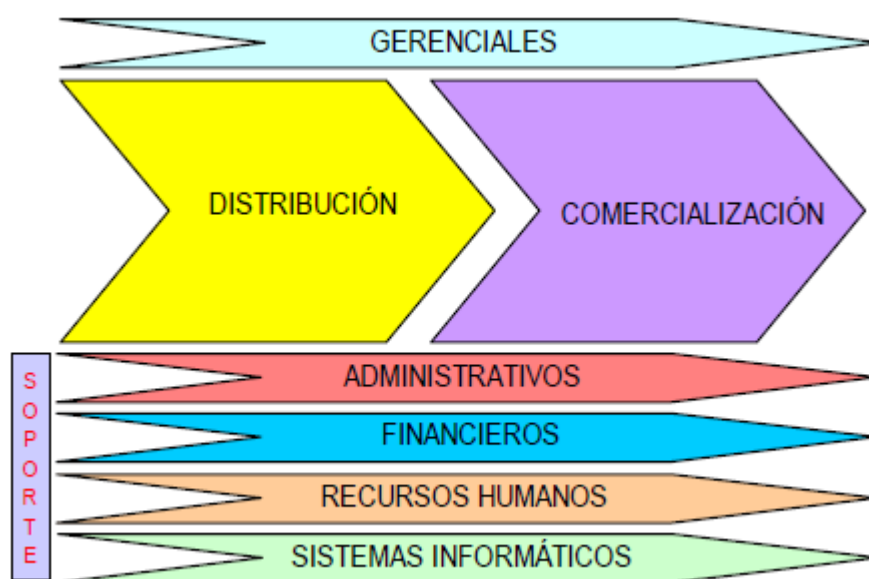 GERENCIALES
DISTRIBUCIÓN
COMERCIALIZACIÓN
SOPORTE
ADMINISTRATIVOS
FINANCIEROS
RECURSOS HUMANOS
SISTEMAS INFORMÁTICOS